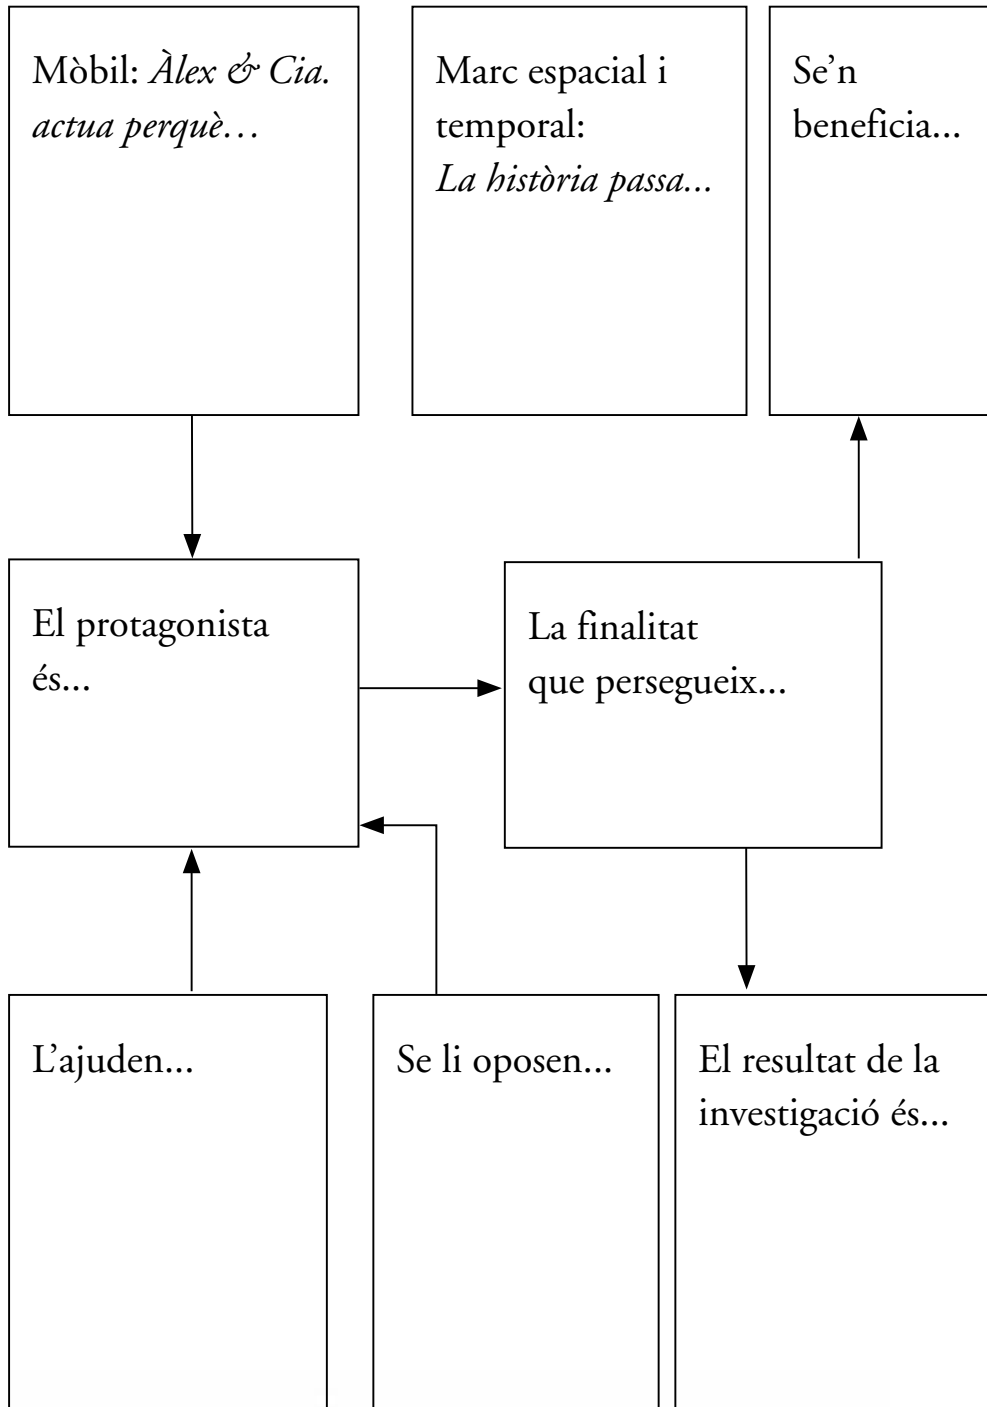 Mòbil: Àlex & Cia.
actua perquè…
Marc espacial i
temporal:
La història passa...
Se’n
beneficia...
El protagonista
és...
La finalitat
que persegueix...
L’ajuden...
Se li oposen...
El resultat de la
investigació és...